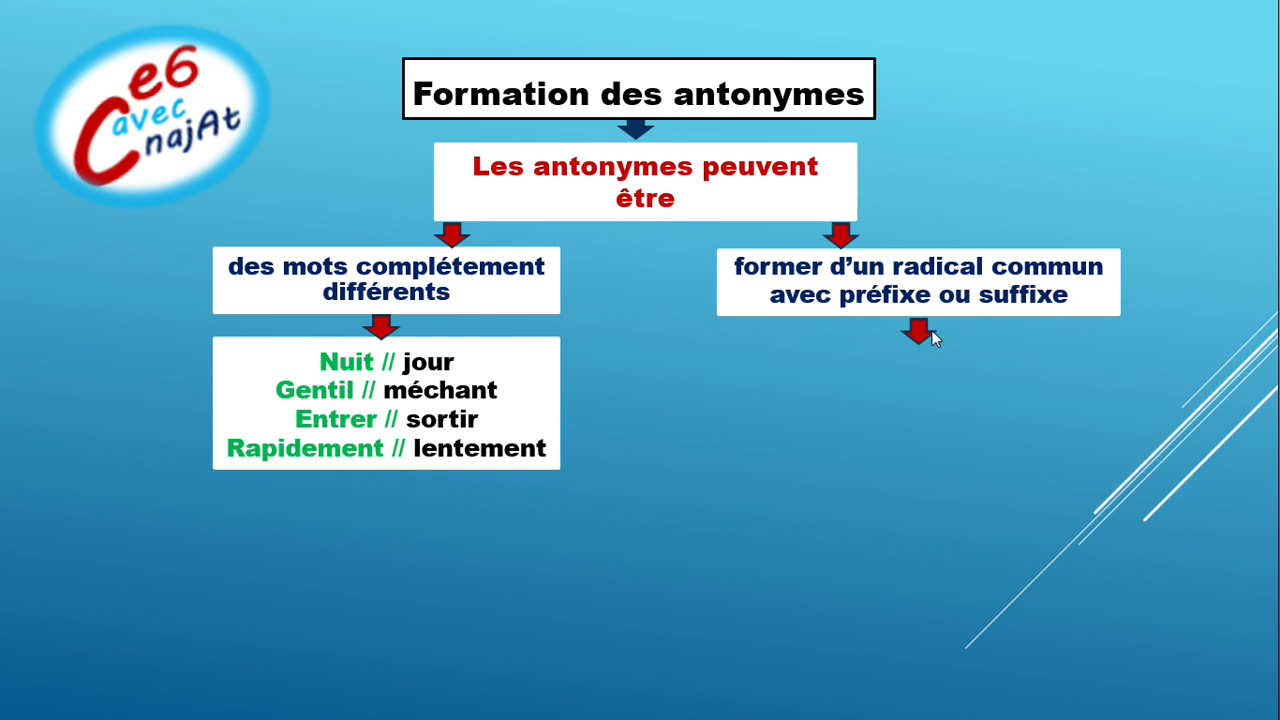 Ce6
avec
najAt
Formation des antonymes
Les antonymes peuvent
être
des mots complétement
différents
former d’un radical commun
avec préfixe ou suffixe
Nuit // jour
Gentil // méchant
Entrer // sortir
Rapidement // lentement